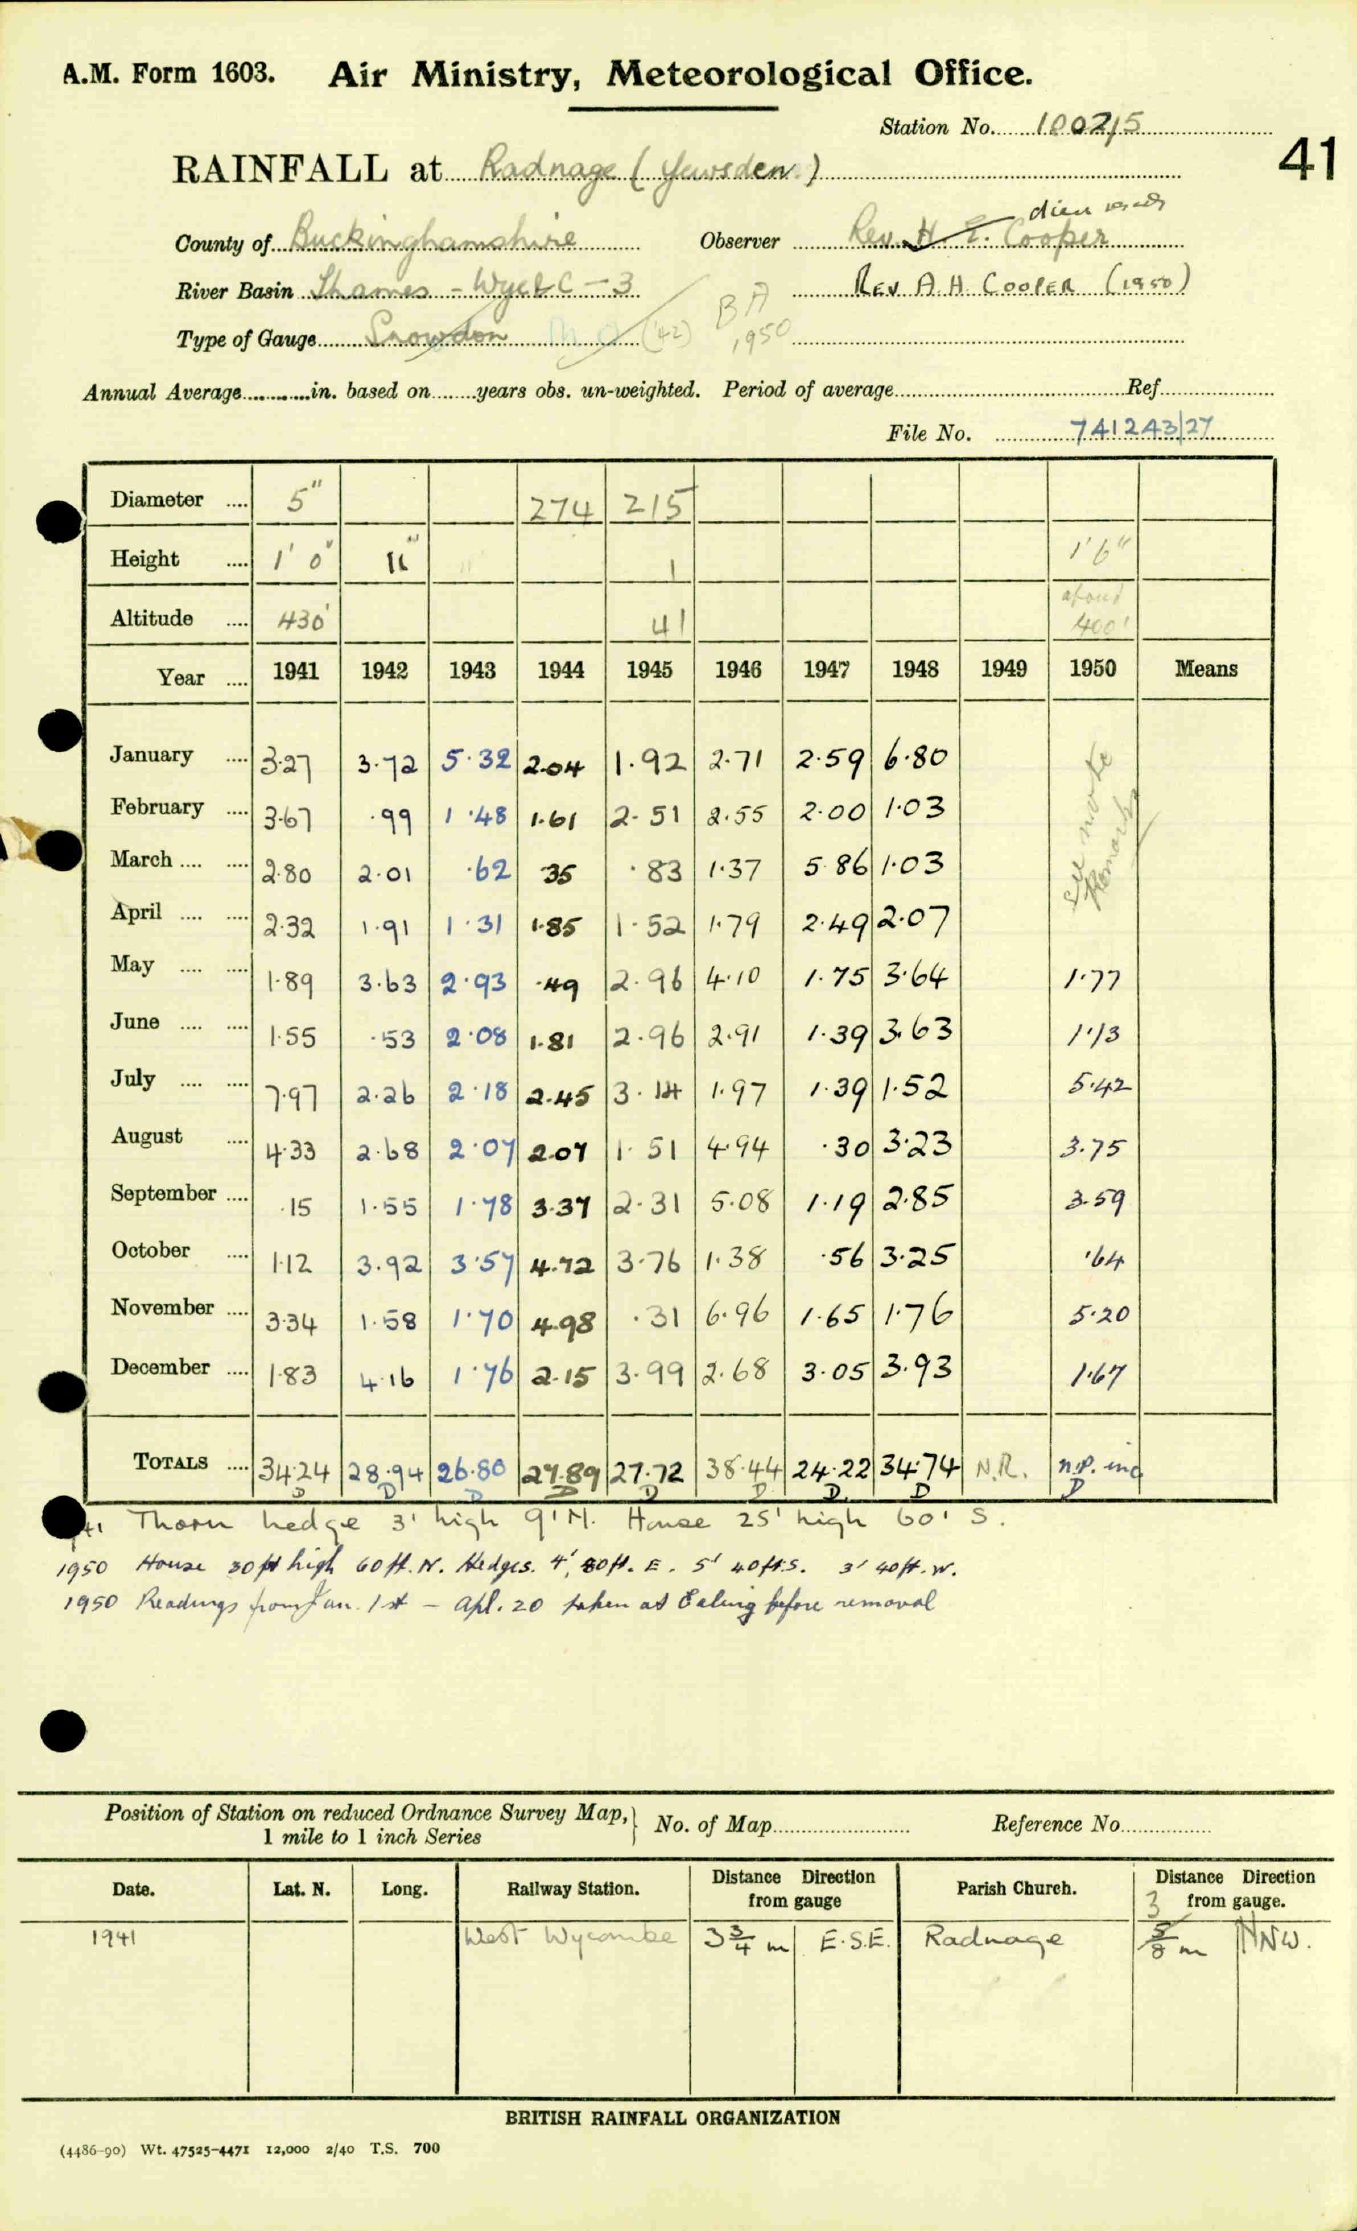 A.M. Form 1603. Air Ministry, Meteorological Office.
Station No. 1002/5
41
RAINFALL at Radnage (Yewsden)
County of Buckinghamshire Observer Rev. H. E. Cooper
River Basin Thames - Wye LC - 3 REV A H COOPER (1950)
Type of Gauge Snowdon M O ('42) BA 1950
Annual Average in. based on years obs. un-weighted. Period of average Ref
File No. 741243/27
Diameter 5" 274 215
Height 1' 0" 11" 1 1' 6"
Altitude 430' 41 about 400'
Year 1941 1942 1943 1944 1945 1946 1947 1948 1949 1950 Means
January 3.27 3.72 5.32 2.04 1.92 2.71 2.59 6.80 See note Remarks
February 3.67 .99 1.48 1.61 2.51 2.55 2.00 1.03
March 2.80 2.01 .62 35 .83 1.37 5.86 1.03
April 2.32 1.91 1.31 1.85 1.52 1.79 2.49 2.07
May 1.89 3.63 2.93 .49 2.96 4.10 1.75 3.64 1.77
June 1.55 .53 2.08 1.81 2.96 2.91 1.39 3.63 1.13
July 7.97 2.26 2.18 2.45 3.14 1.97 1.39 1.52 5.42
August 4.33 2.68 2.07 2.07 1.51 4.94 .30 3.23 3.75
September .15 1.55 1.78 3.37 2.31 5.08 1.19 2.85 3.59
October 1.12 3.92 3.57 4.72 3.76 1.38 .56 3.25 .64
November 3.34 1.58 1.70 4.98 .31 6.96 1.65 1.76 5.20
December 1.83 4.16 1.76 2.15 3.99 2.68 3.05 3.93 1.67
TOTALS 34.24 28.94 26.80 27.89 27.72 38.44 24.22 34.74 N.R. n.p. inc
D D D D D D D D D
41 Thorn hedge 3' high 9' N. House 25' high 60' S.
1950 House 30 ft high 60 ft. N. Hedges. 4', 80 ft. E. 5' 40 ft S. 3' 40 ft. W.
1950 Readings from Jan. 1st - Apl. 20 taken at Ealing before removal
Position of Station on reduced Ordnance Survey Map, 1 mile to 1 inch Series No. of Map Reference No
Date. Lat. N. Long. Railway Station. Distance Direction from gauge Parish Church. Distance Direction from gauge.
1941 West Wycombe 3 3/4 m E.S.E. Radnage 3 5/8 m NNW.
BRITISH RAINFALL ORGANIZATION
(4486-90) Wt. 47525-4471 12,000 2/40 T.S. 700